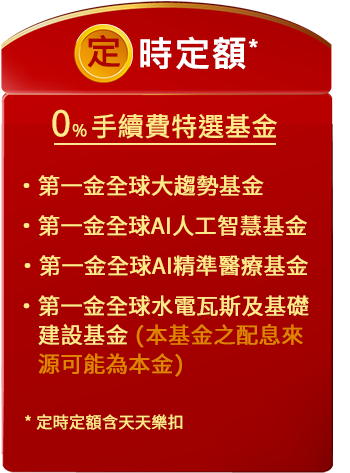 定時定額*
0%手續費特選基金
• 第一金全球大趨勢基金
• 第一金全球AI人工智慧基金
• 第一金全球AI精準醫療基金
• 第一金全球水電瓦斯及基礎
建設基金 (本基金之配息來
源可能為本金)
* 定時定額含天天樂扣